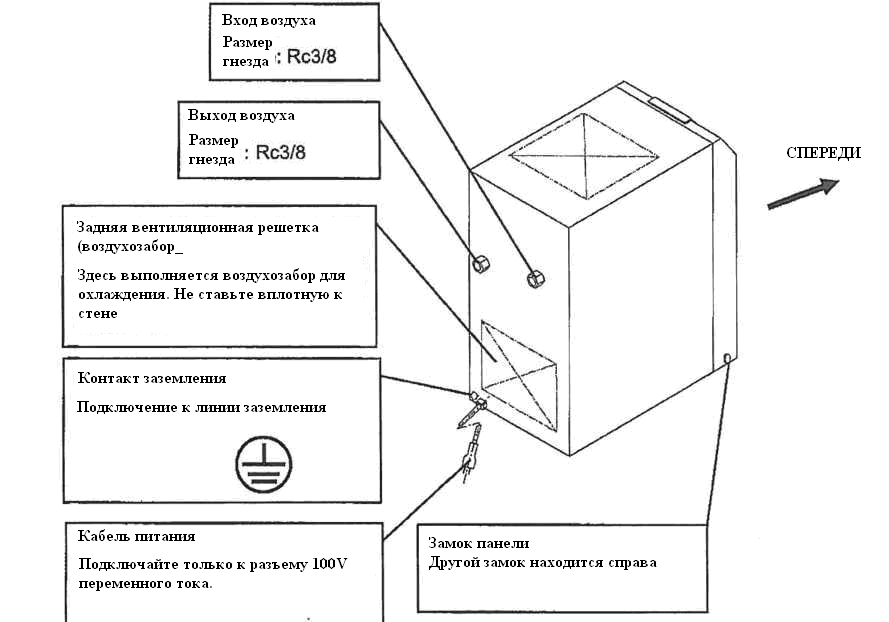 Вход воздуха
Размер
гнезда : Rc3/8
Выход воздуха
Размер
гнезда : Rc3/8
СПЕРЕДИ
Задняя вентиляционная решетка
(воздухозабор_
Здесь выполняется воздухозабор для
охлаждения. Не ставьте вплотную к
стене
Контакт заземления
Подключение к линии заземления
Кабель питания
Подключайте только к разъему 100V
переменного тока.
Замок панели
Другой замок находится справа